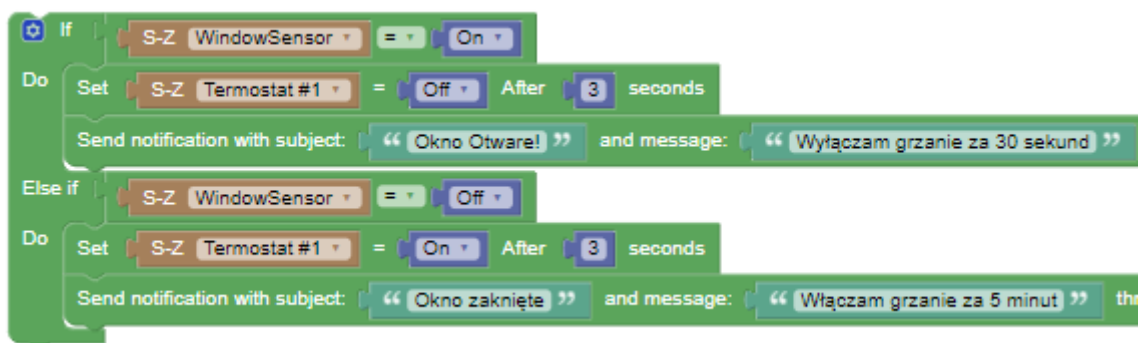 If S-Z WindowSensor = On
Do Set S-Z Termostat #1 = Off After 3 seconds
Send notification with subject: “ Okno Otware! ” and message: “ Wyłączam grzanie za 30 sekund ”
Else if S-Z WindowSensor = Off
Do Set S-Z Termostat #1 = On After 3 seconds
Send notification with subject: “ Okno zaknięte ” and message: “ Włączam grzanie za 5 minut ”